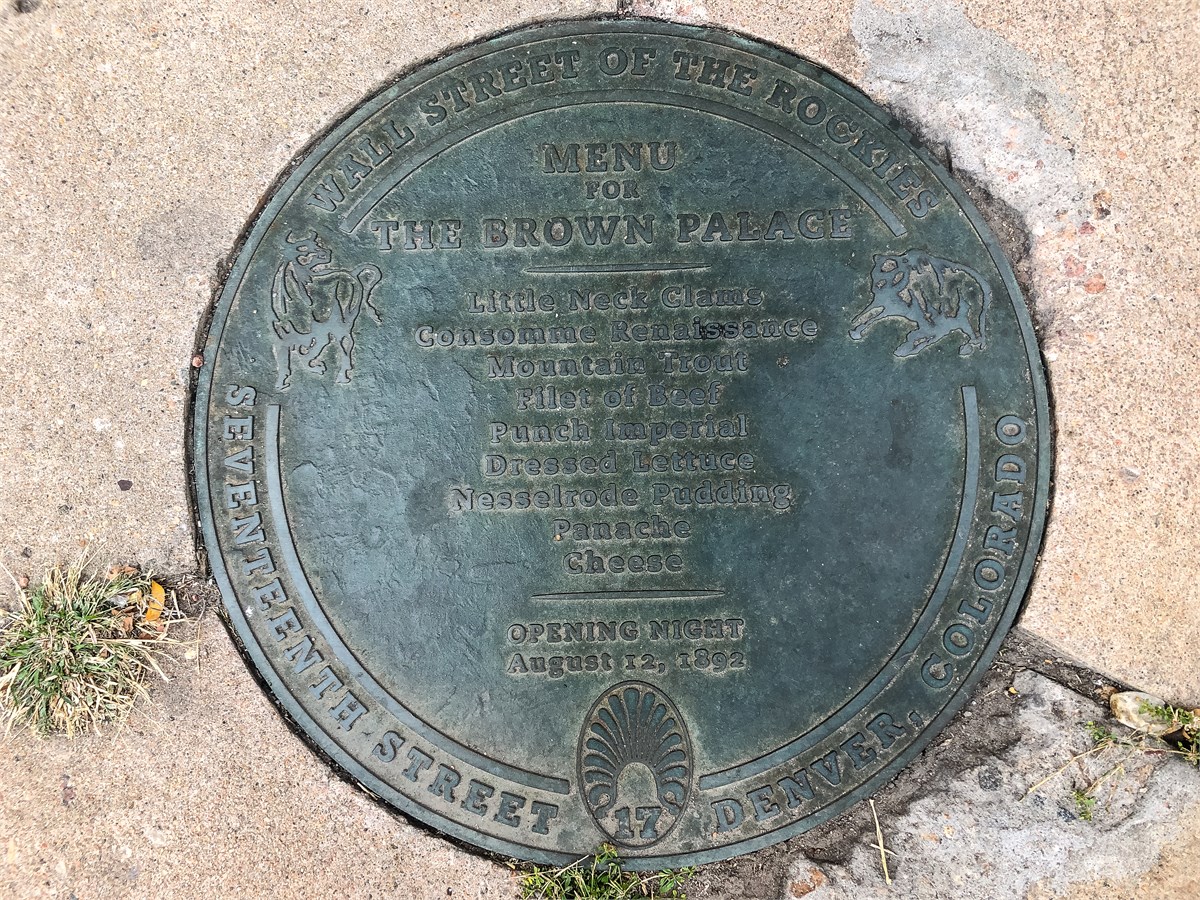 WALL STREET OF THE ROCKIES
MENU
FOR
THE BROWN PALACE
Little Neck Clams
Consomme Renaissance
Mountain Trout
Filet of Beef
Punch Imperial
Dressed Lettuce
Nesselrode Pudding
Panache
Cheese
OPENING NIGHT
August 12, 1892
SEVENTEENTH STREET
17
DENVER, COLORADO